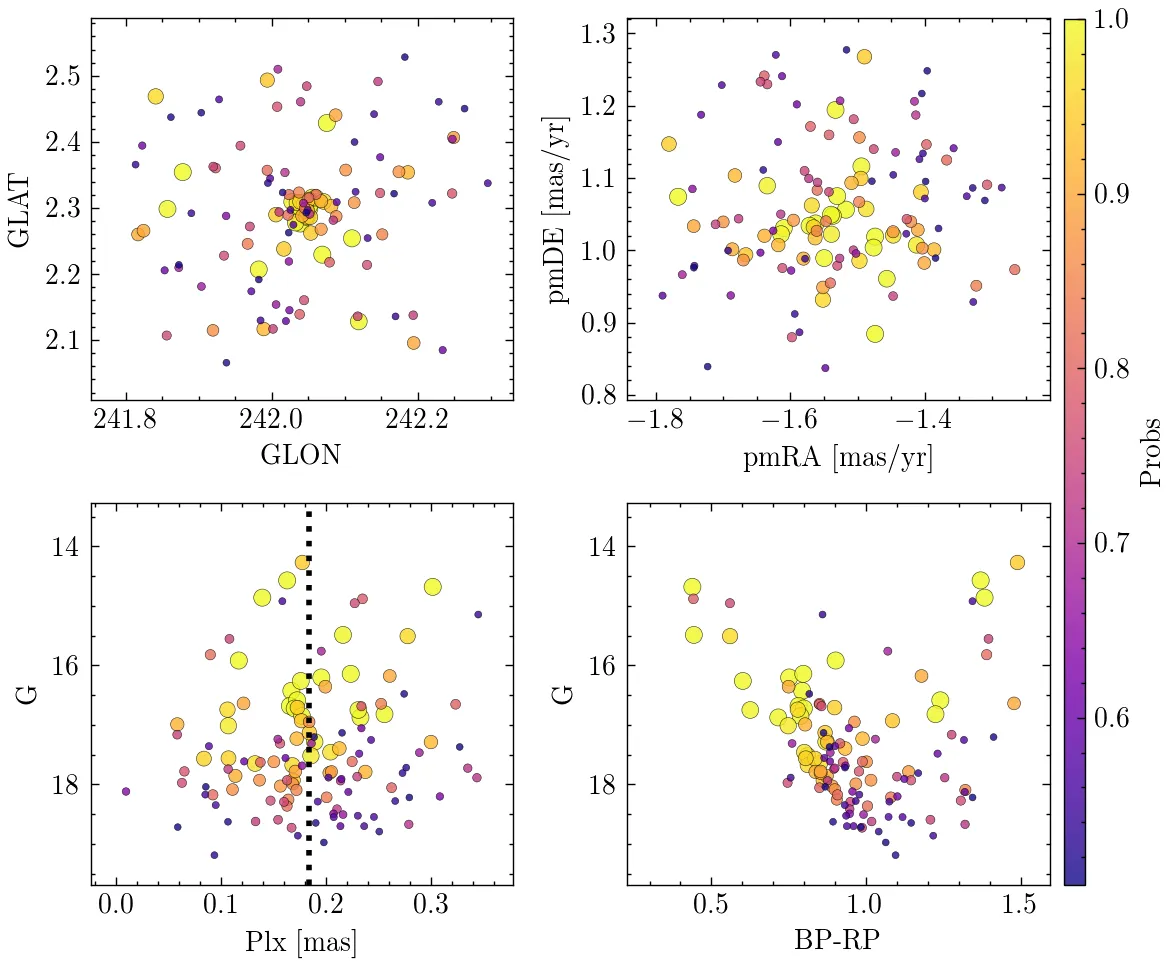 2.5
2.4
2.3
2.2
2.1
GLAT
241.8 242.0 242.2
GLON
1.3
1.2
1.1
1.0
0.9
0.8
pmDE [mas/yr]
−1.8 −1.6 −1.4
pmRA [mas/yr]
14
16
18
G
0.0 0.1 0.2 0.3
Plx [mas]
14
16
18
G
0.5 1.0 1.5
BP-RP
1.0
0.9
0.8
0.7
0.6
Probs